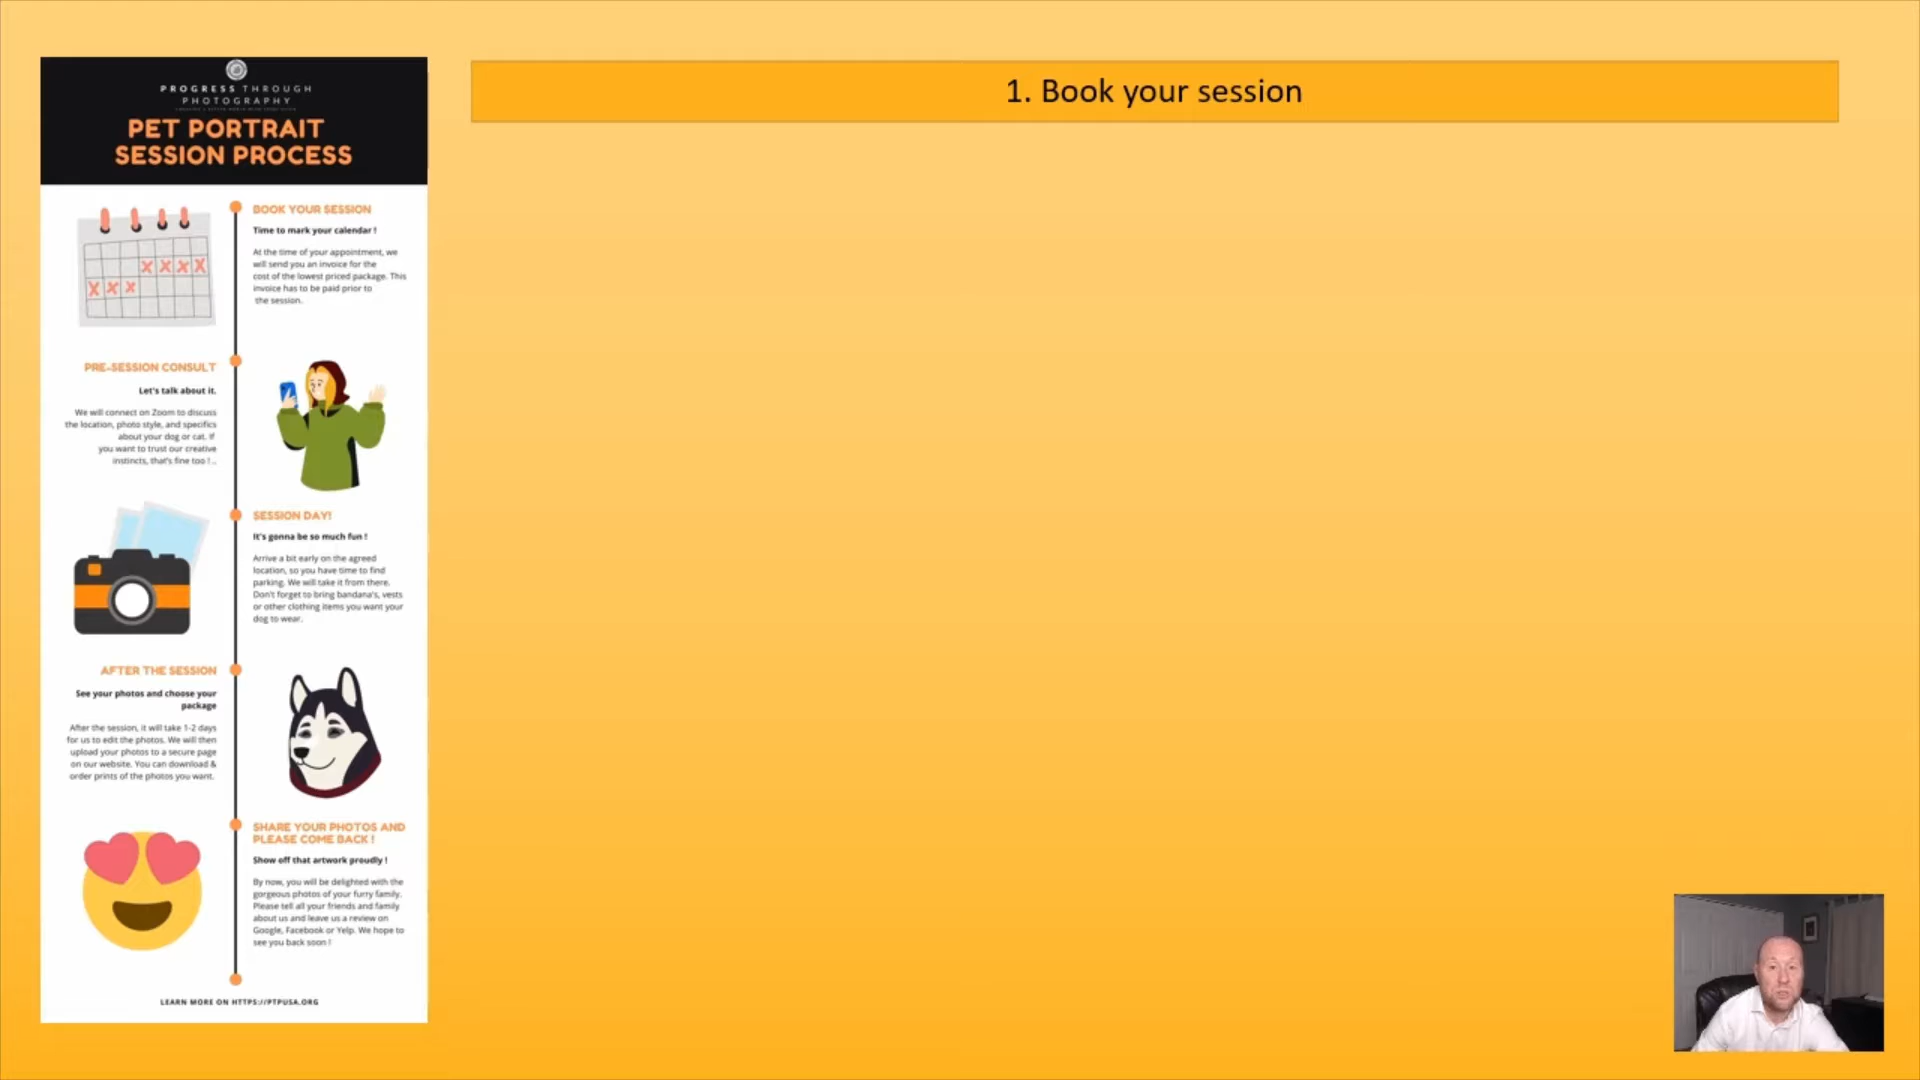 PROGRESS THROUGH
PHOTOGRAPHY
PET PORTRAIT
SESSION PROCESS
1. Book your session
BOOK YOUR SESSION
Time to mark your calendar !
At the time of your appointment, we
will send you an invoice for the
cost of the lowest priced package. This
invoice has to be paid prior to
the session.
PRE-SESSION CONSULT
Let's talk about it.
We will connect on Zoom to discuss
the location, photo style, and specifics
about your dog or cat. If
you want to trust our creative
instincts, that's fine too ! ..
SESSION DAY!
It's gonna be so much fun !
Arrive a bit early on the agreed
location, so you have time to find
parking. We will take it from there.
Don't forget to bring bandana's, vests
or other clothing items you want your
dog to wear.
AFTER THE SESSION
See your photos and choose your
package
After the session, it will take 1-2 days
for us to edit the photos. We will then
upload your photos to a secure page
on our website. You can download &
order prints of the photos you want.
SHARE YOUR PHOTOS AND
PLEASE COME BACK !
Show off that artwork proudly !
By now, you will be delighted with the
gorgeous photos of your furry family.
Please tell all your friends and family
about us and leave us a review on
Google, Facebook or Yelp. We hope to
see you back soon !
LEARN MORE ON HTTPS://PTPUSA.ORG